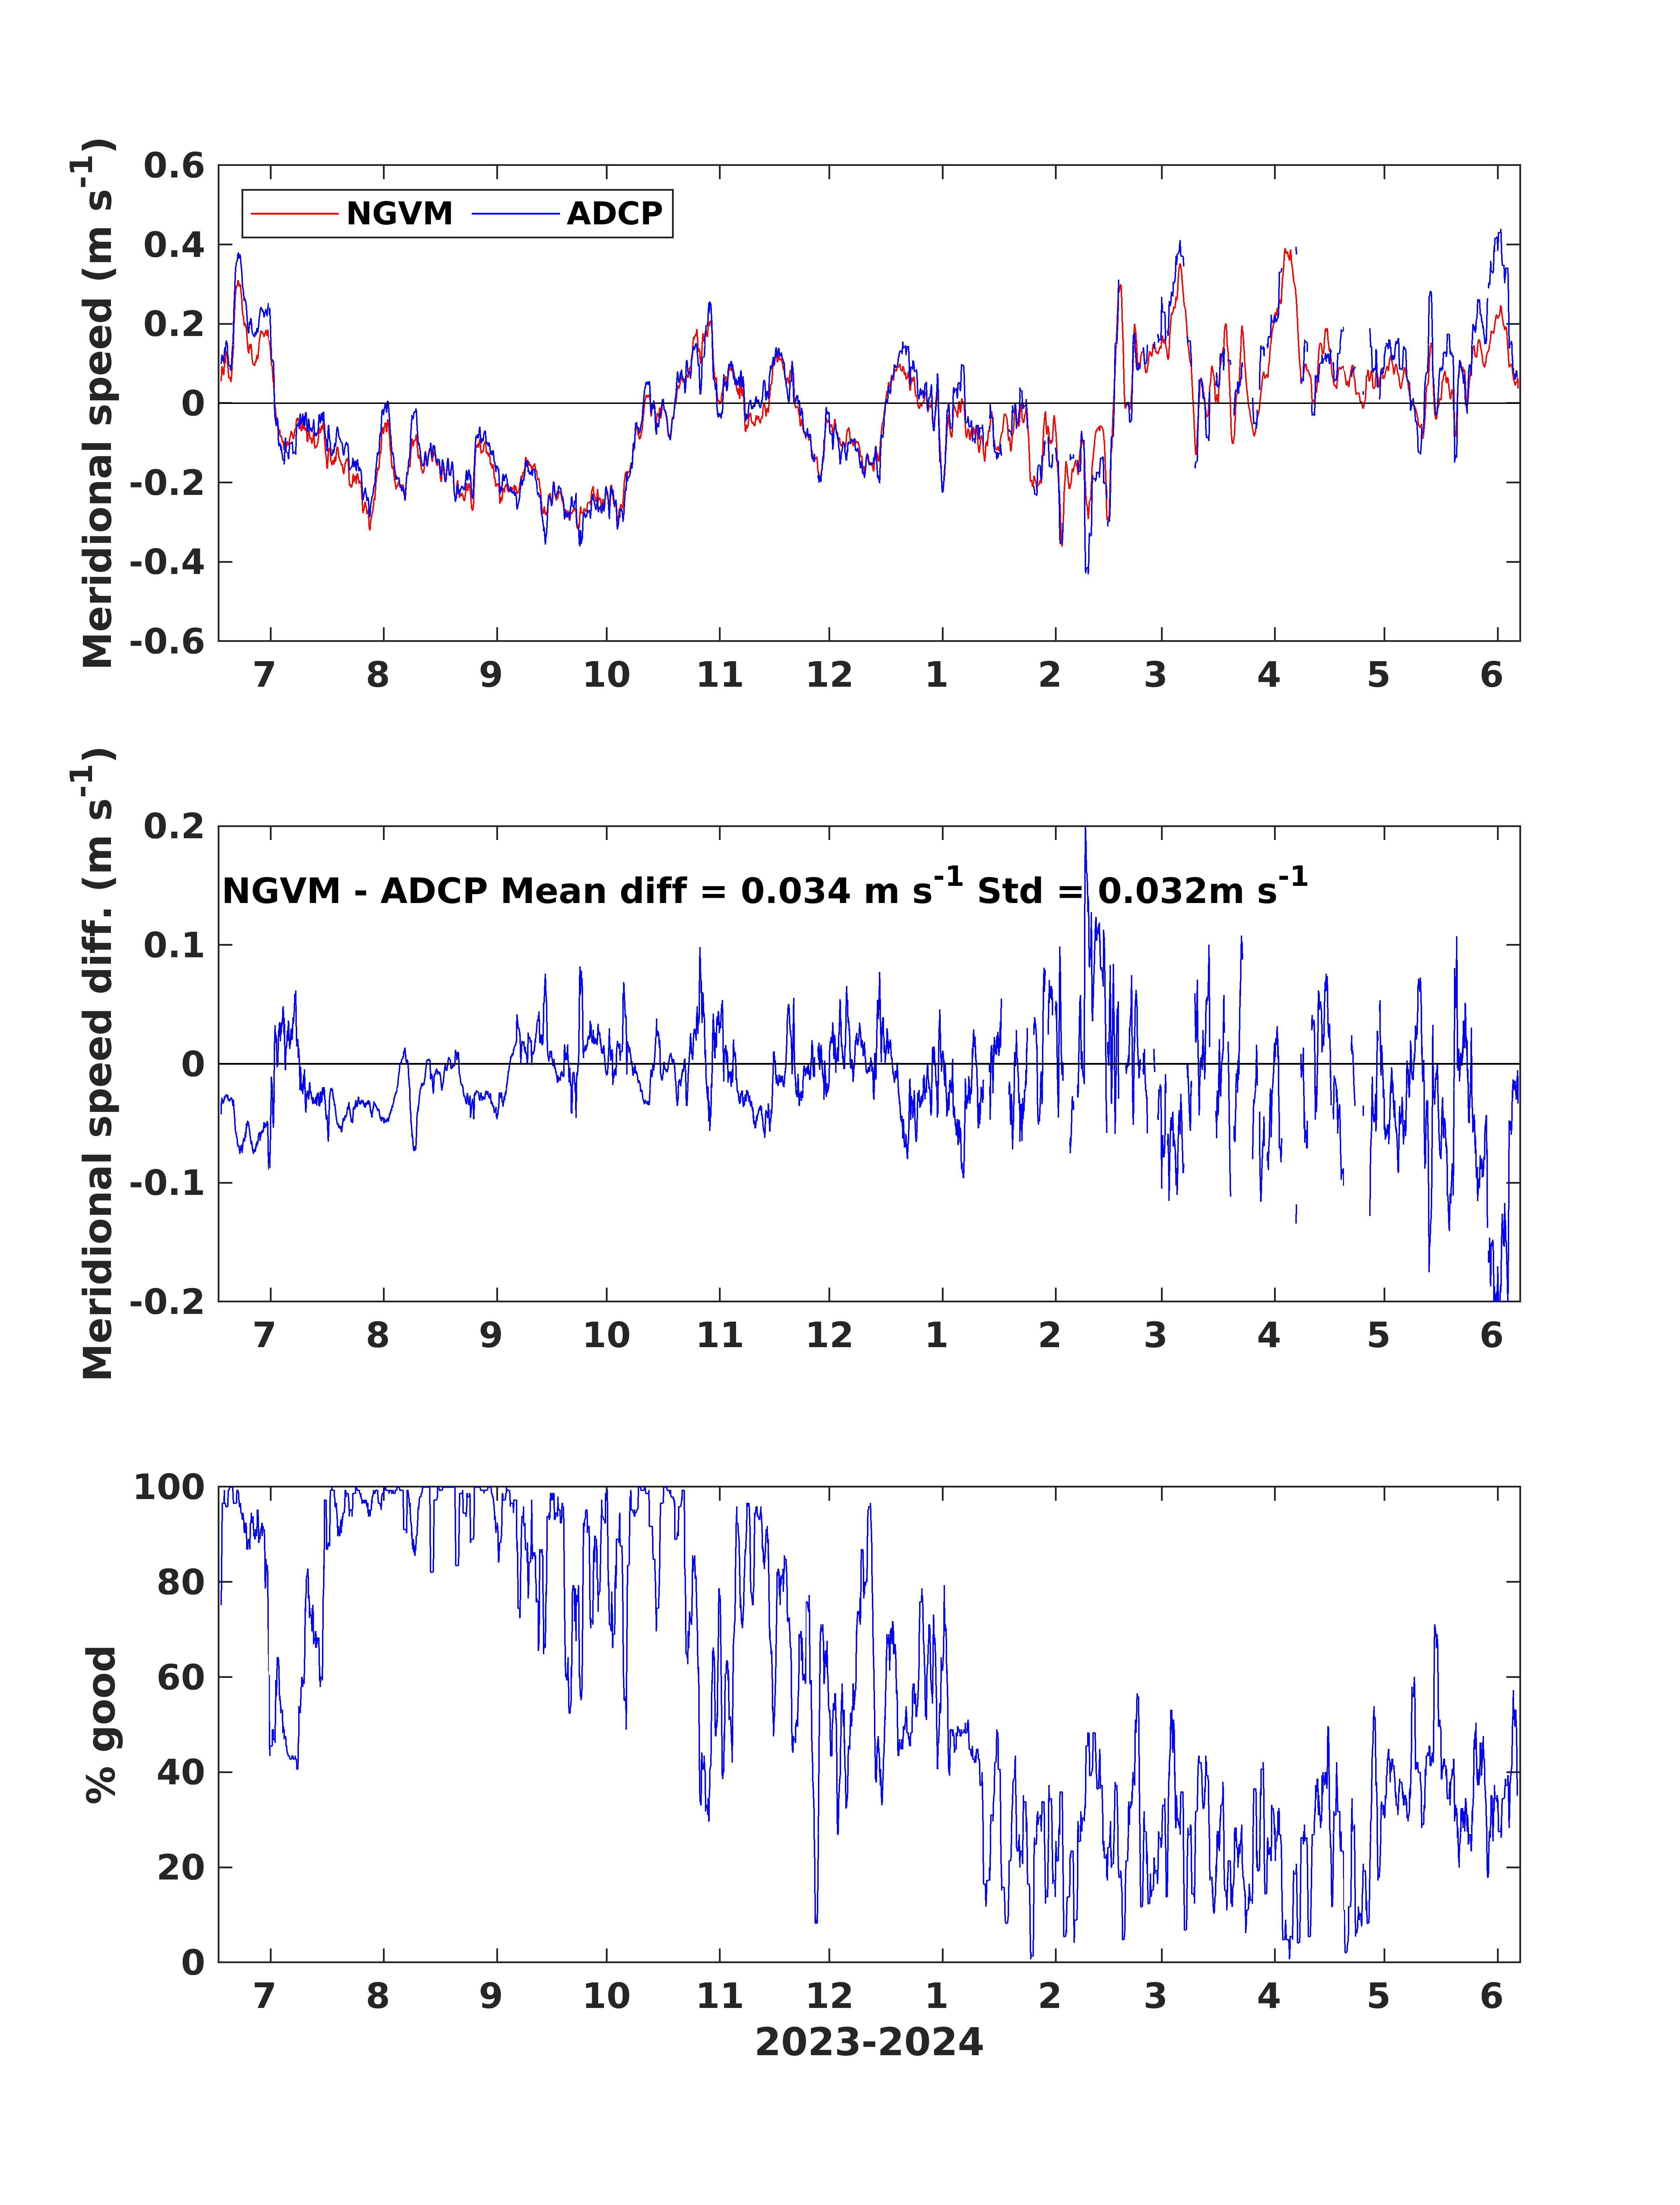 Meridional speed (m s-1)
0.6
0.4
0.2
0
-0.2
-0.4
-0.6
NGVM ADCP
7 8 9 10 11 12 1 2 3 4 5 6
Meridional speed diff. (m s-1)
0.2
0.1
0
-0.1
-0.2
NGVM - ADCP Mean diff = 0.034 m s-1 Std = 0.032m s-1
7 8 9 10 11 12 1 2 3 4 5 6
% good
100
80
60
40
20
0
7 8 9 10 11 12 1 2 3 4 5 6
2023-2024